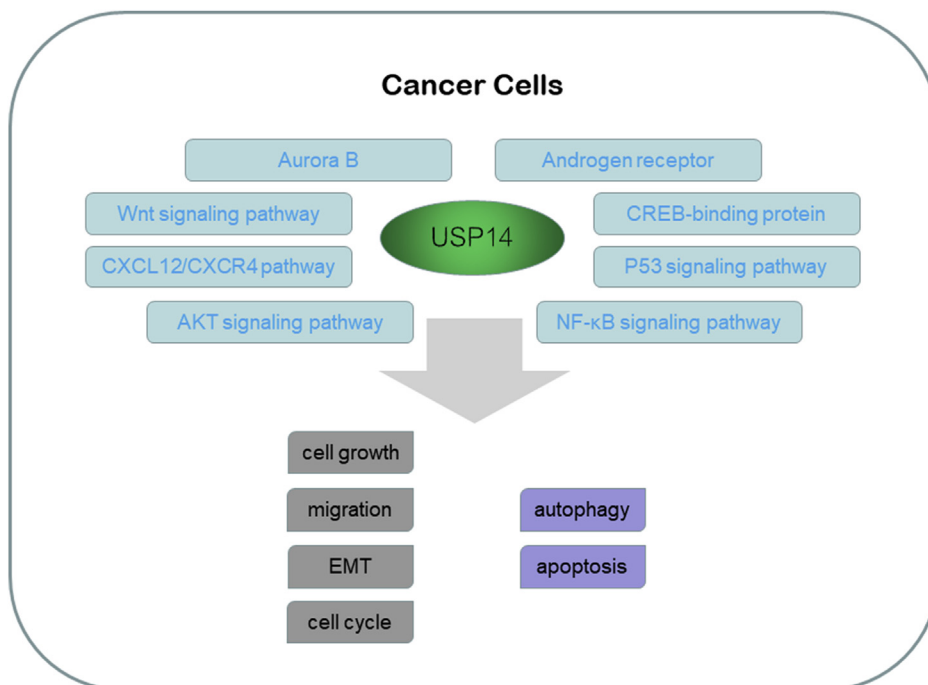 Cancer Cells
Aurora B
Androgen receptor
Wnt signaling pathway
USP14
CREB-binding protein
CXCL12/CXCR4 pathway
P53 signaling pathway
AKT signaling pathway
NF-κB signaling pathway
cell growth
migration
autophagy
EMT
apoptosis
cell cycle